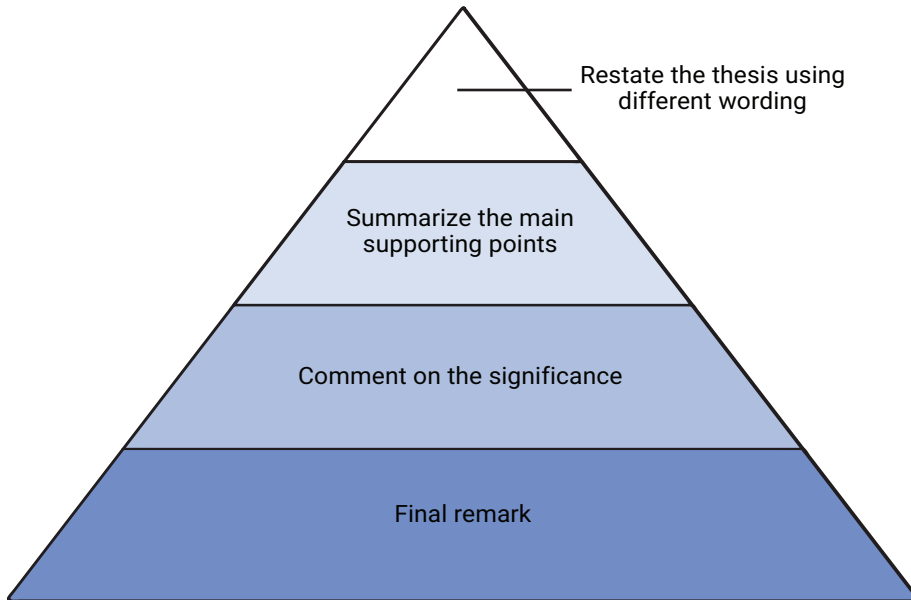 Restate the thesis using
different wording
Summarize the main
supporting points
Comment on the significance
Final remark